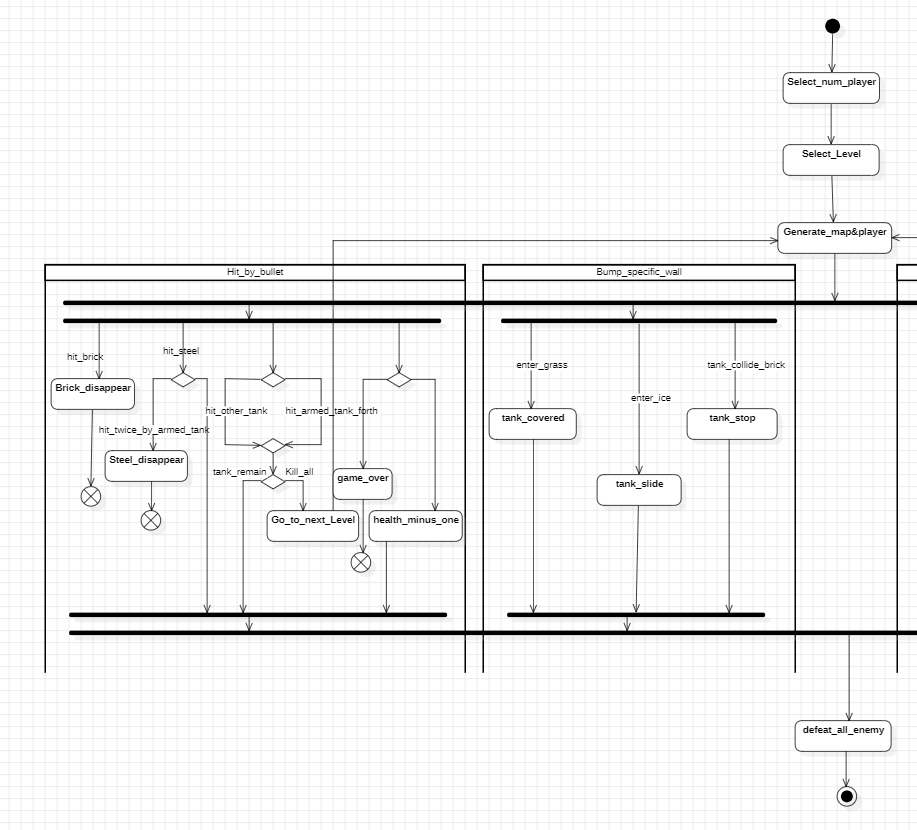 Select_num_player
Select_Level
Generate_map&player
Hit_by_bullet
Bump_specific_wall
hit_brick
hit_steel
enter_grass
tank_collide_brick
Brick_disappear
enter_ice
hit_other_tank
hit_armed_tank_forth
tank_covered
tank_stop
hit_twice_by_armed_tank
Steel_disappear
tank_remain
Kill_all
game_over
tank_slide
Go_to_next_Level
health_minus_one
defeat_all_enemy